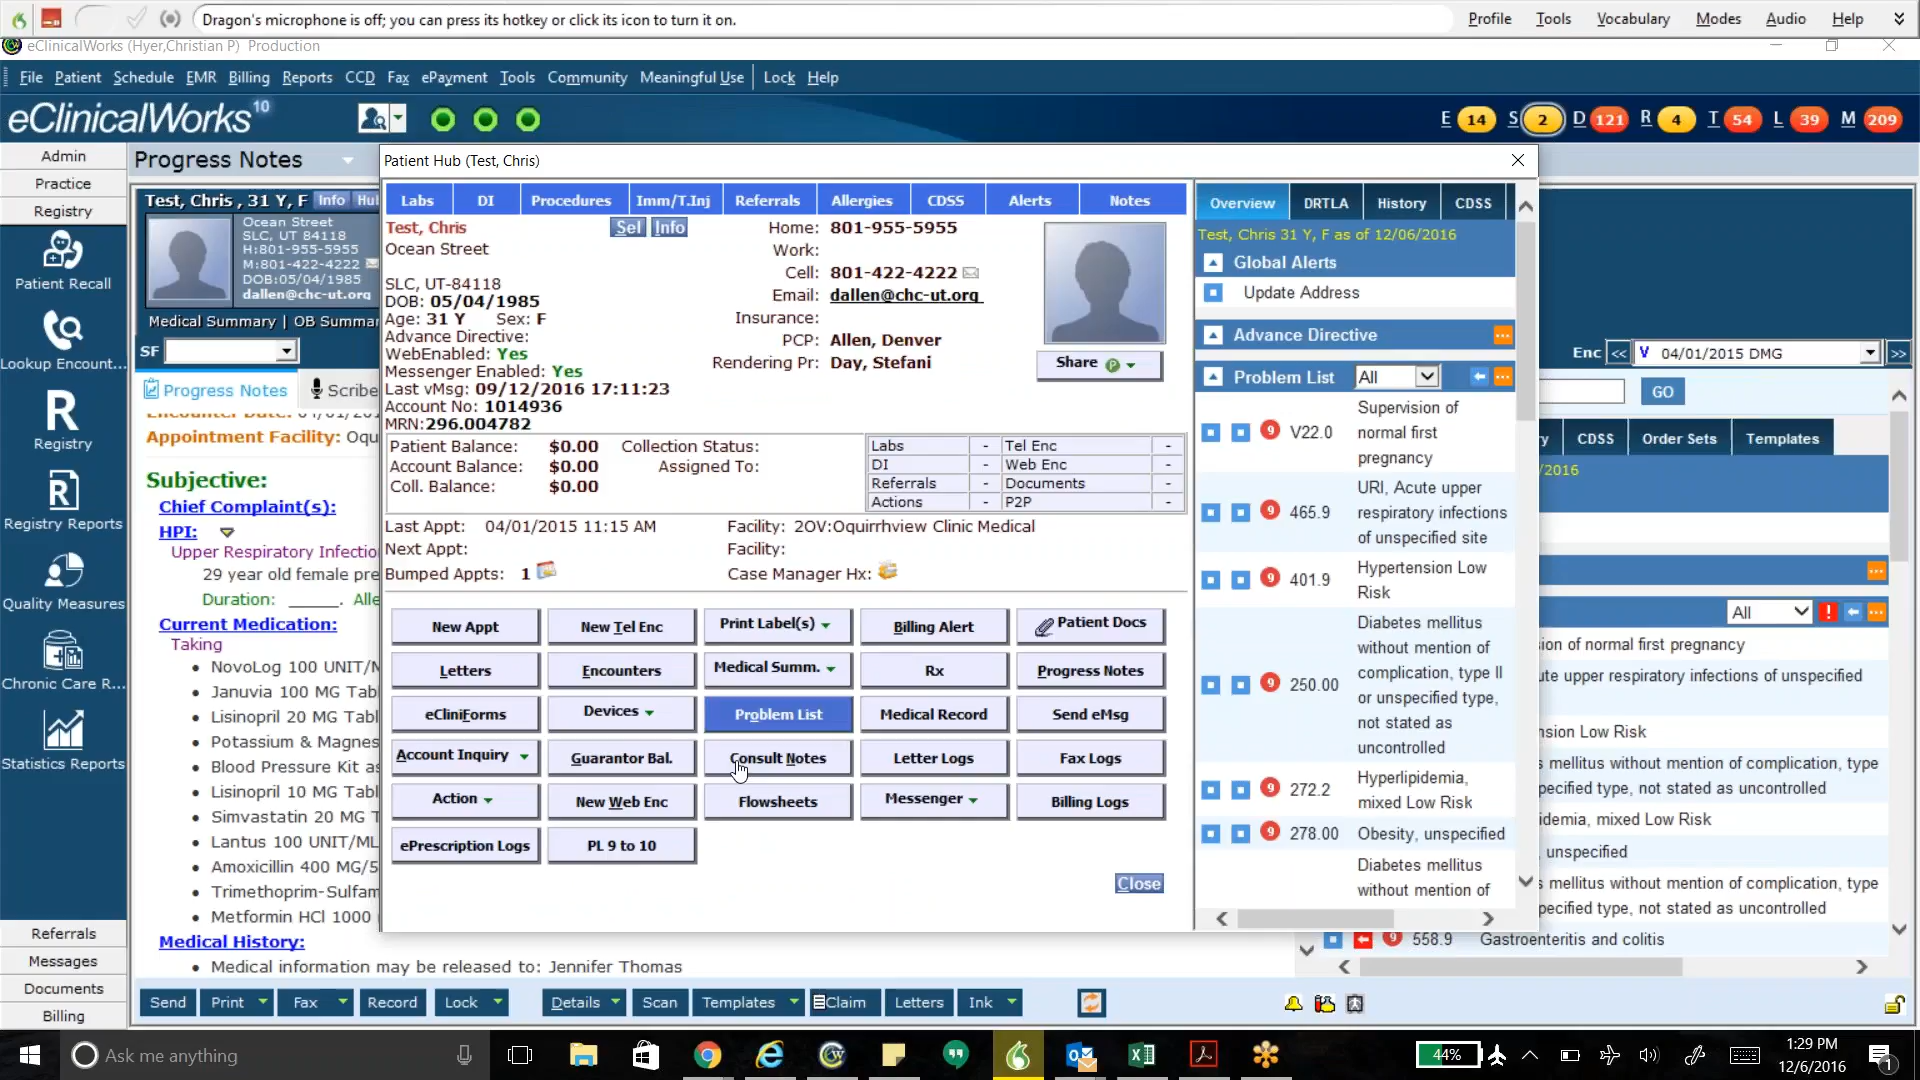 Dragon's microphone is off; you can press its hotkey or click its icon to turn it on.
Profile Tools Vocabulary Modes Audio Help
eClinicalWorks (Hyer,Christian P) Production
File Patient Schedule EMR Billing Reports CCD Fax ePayment Tools Community Meaningful Use Lock Help
eClinicalWorks 10
E 14 S 2 D 121 R 4 T 54 L 39 M 209
Admin
Practice
Registry
Patient Recall
Lookup Encount...
Registry
Registry Reports
Quality Measures
Chronic Care R...
Statistics Reports
Referrals
Messages
Documents
Billing
Progress Notes
Test, Chris , 31 Y, F Info Hu
Ocean Street
SLC, UT 84118
H:801-955-5955
M:801-422-4222
DOB:05/04/1985
dallen@chc-ut.org
Medical Summary | OB Summar
SF
Progress Notes Scribe
Appointment Facility: Oqu
Subjective:
Chief Complaint(s):
HPI:
Upper Respiratory Infectio
29 year old female pre
Duration: ______. Alle
Current Medication:
Taking
NovoLog 100 UNIT/M
Januvia 100 MG Tabl
Lisinopril 20 MG Tabl
Potassium & Magnes
Blood Pressure Kit as
Lisinopril 10 MG Tabl
Simvastatin 20 MG T
Lantus 100 UNIT/ML
Amoxicillin 400 MG/5
Trimethoprim-Sulfam
Metformin HCl 1000
Medical History:
Medical information may be released to: Jennifer Thomas
Patient Hub (Test, Chris)
Labs DI Procedures Imm/T.Inj Referrals Allergies CDSS Alerts Notes
Test, Chris Sel Info
Ocean Street
SLC, UT-84118
DOB: 05/04/1985
Age: 31 Y Sex: F
Advance Directive:
WebEnabled: Yes
Messenger Enabled: Yes
Last vMsg: 09/12/2016 17:11:23
Account No: 1014936
MRN:296.004782
Home: 801-955-5955
Work:
Cell: 801-422-4222
Email: dallen@chc-ut.org
Insurance:
PCP: Allen, Denver
Rendering Pr: Day, Stefani
Share P
Patient Balance: $0.00 Collection Status:
Account Balance: $0.00 Assigned To:
Coll. Balance: $0.00
Labs - Tel Enc -
DI - Web Enc -
Referrals - Documents -
Actions - P2P -
Last Appt: 04/01/2015 11:15 AM Facility: 2OV:Oquirrhview Clinic Medical
Next Appt: Facility:
Bumped Appts: 1 Case Manager Hx:
New Appt New Tel Enc Print Label(s) Billing Alert Patient Docs
Letters Encounters Medical Summ. Rx Progress Notes
eCliniForms Devices Problem List Medical Record Send eMsg
Account Inquiry Guarantor Bal. Consult Notes Letter Logs Fax Logs
Action New Web Enc Flowsheets Messenger Billing Logs
ePrescription Logs PL 9 to 10
Close
Overview DRTLA History CDSS
Test, Chris 31 Y, F as of 12/06/2016
Global Alerts
Update Address
Advance Directive
Problem List All
9 V22.0 Supervision of
normal first
pregnancy
9 465.9 URI, Acute upper
respiratory infections
of unspecified site
9 401.9 Hypertension Low
Risk
9 250.00 Diabetes mellitus
without mention of
complication, type II
or unspecified type,
not stated as
uncontrolled
9 272.2 Hyperlipidemia,
mixed Low Risk
9 278.00 Obesity, unspecified
Diabetes mellitus
without mention of
Enc << V 04/01/2015 DMG >>
GO
y CDSS Order Sets Templates
/2016
All !
ion of normal first pregnancy
ute upper respiratory infections of unspecified
nsion Low Risk
s mellitus without mention of complication, type
ecified type, not stated as uncontrolled
idemia, mixed Low Risk
, unspecified
s mellitus without mention of complication, type
ecified type, not stated as uncontrolled
9 558.9 Gastroenteritis and colitis
Send Print Fax Record Lock Details Scan Templates Claim Letters Ink
Ask me anything
44%
1:29 PM
12/6/2016
1